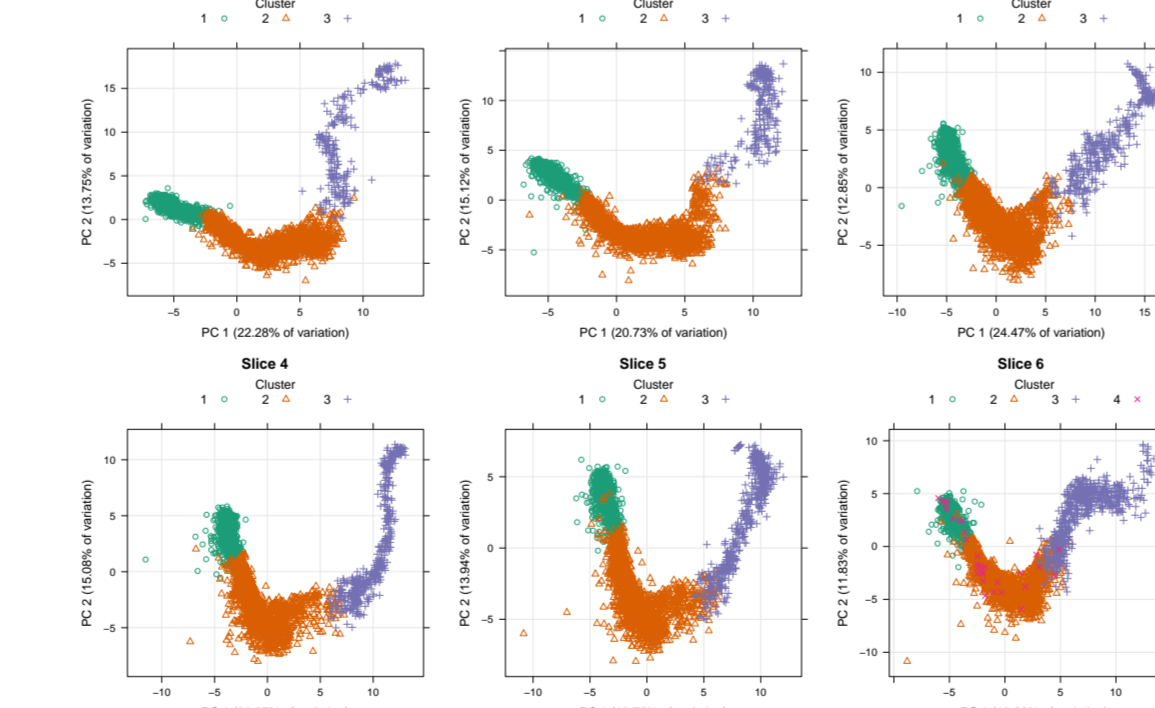 Cluster
1 2 3
Cluster
1 2 3
Cluster
1 2 3
PC 2 (13.75% of variation)
15
10
5
0
−5
−5 0 5 10
PC 1 (22.28% of variation)
PC 2 (15.12% of variation)
10
5
0
−5
−5 0 5 10
PC 1 (20.73% of variation)
PC 2 (12.85% of variation)
10
5
0
−5
−10 −5 0 5 10 15
PC 1 (24.47% of variation)
Slice 4
Cluster
1 2 3
Slice 5
Cluster
1 2 3
Slice 6
Cluster
1 2 3 4
PC 2 (15.08% of variation)
10
5
0
−5
−10 −5 0 5 10
PC 2 (13.94% of variation)
5
0
−5
−10 −5 0 5 10
PC 2 (11.83% of variation)
10
5
0
−5
−10
−5 0 5 10